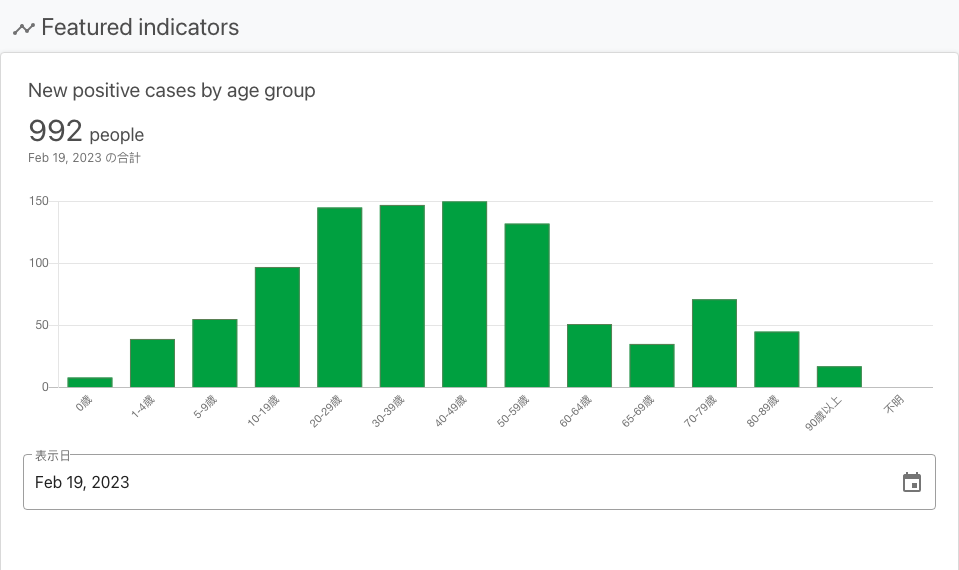 Featured indicators
New positive cases by age group
992 people
Feb 19, 2023 の合計
150
100
50
0
0歳
1-4歳
5-9歳
10-19歳
20-29歳
30-39歳
40-49歳
50-59歳
60-64歳
65-69歳
70-79歳
80-89歳
90歳以上
不明
表示日
Feb 19, 2023